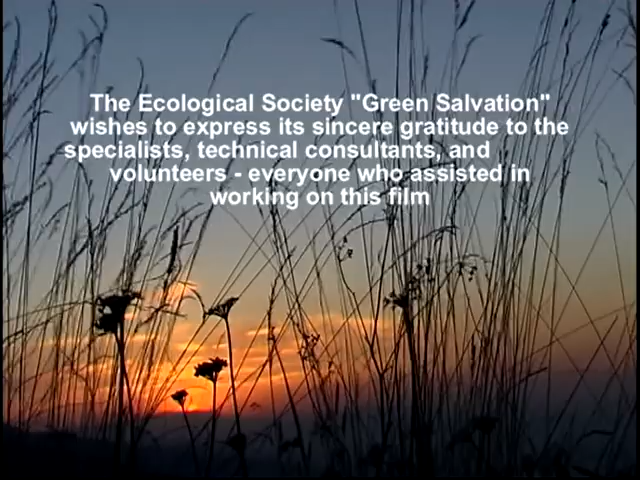 The Ecological Society "Green Salvation"
wishes to express its sincere gratitude to the
specialists, technical consultants, and
volunteers - everyone who assisted in
working on this film